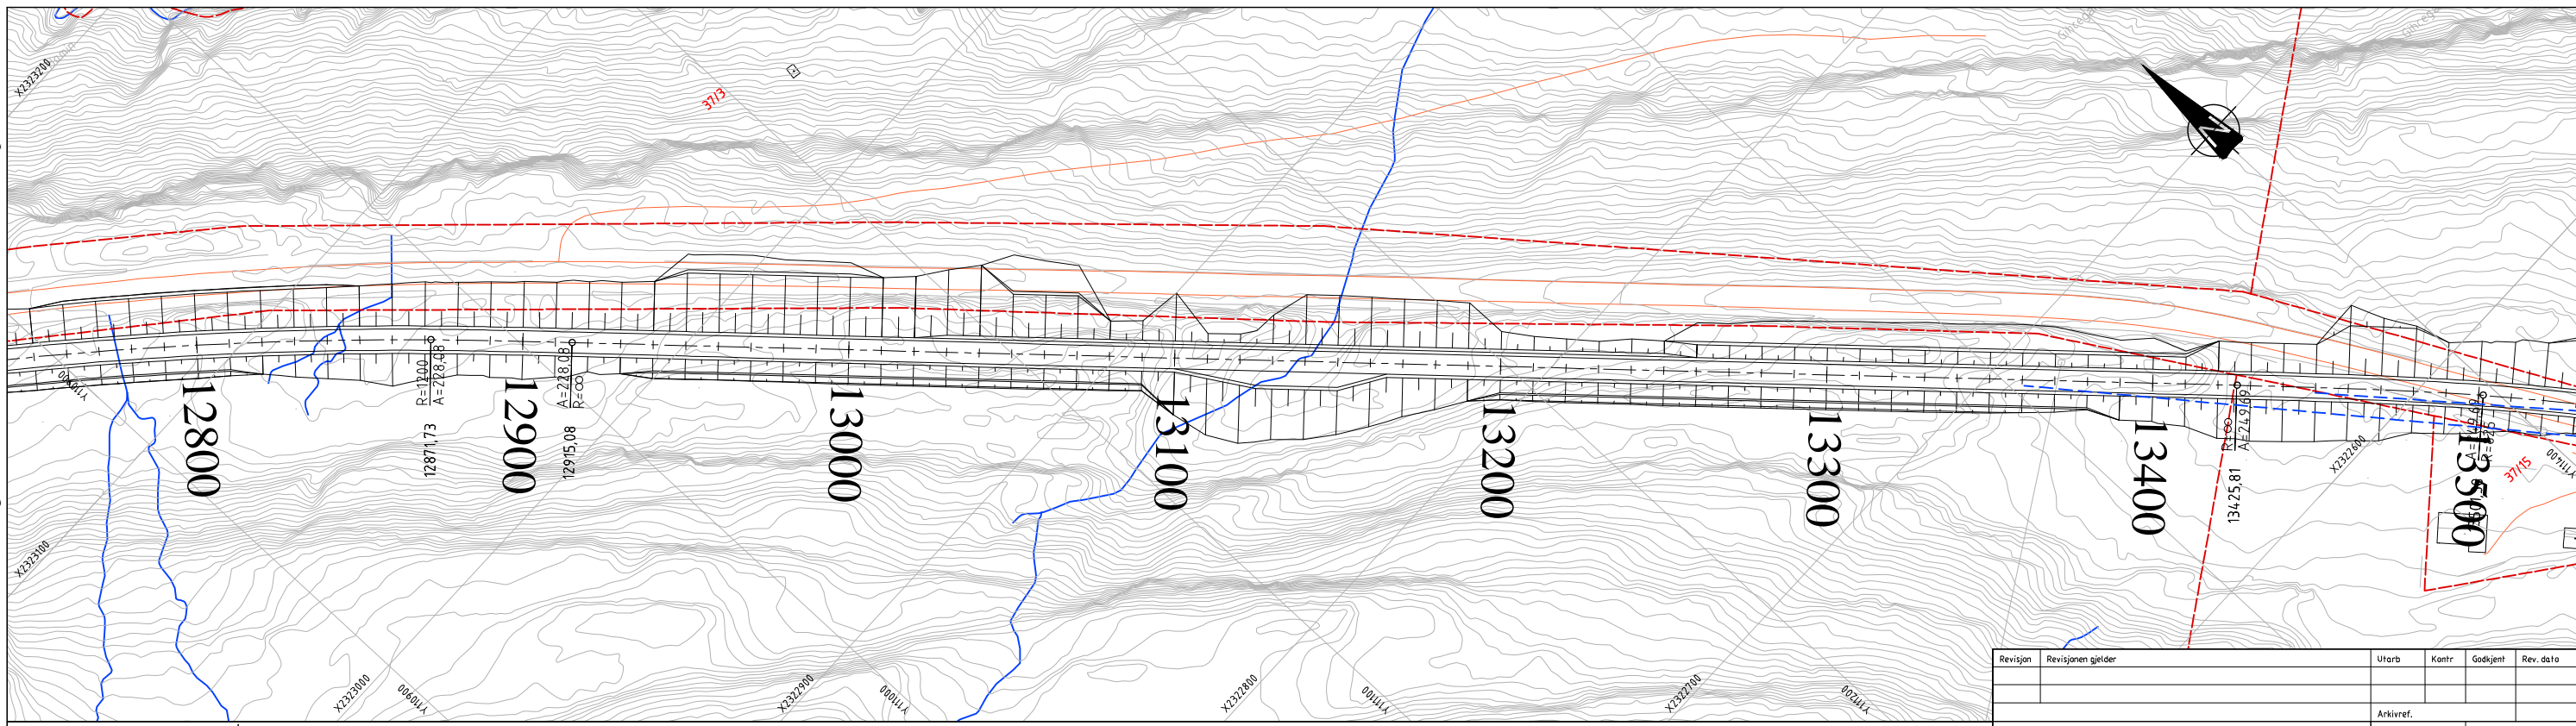 X2323200
37/3
N
Y110900
12800
R=1200
A=228,08
12871,73
12900
A=228,08
R=∞
12915,08
13000
13100
13200
13300
13400
R=∞
A=249,69
13425,81
X2322600
A=249,69
13500
37/15
Y111400
X2323100
X2323000
X2322900
Y111000
X2322800
Y111100
X2322700
Y111200
Revisjon Revisjonen gjelder Utarb Kontr Godkjent Rev. dato
Arkivref.